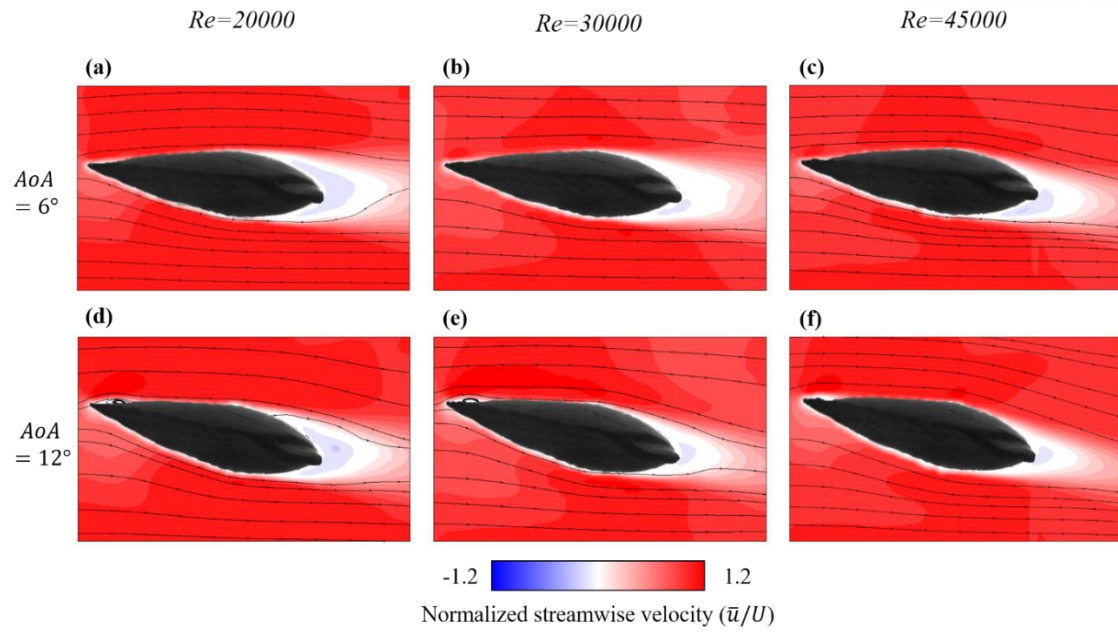 Re=20000
Re=30000
Re=45000
(a)
(b)
(c)
AoA
= 6°
(d)
(e)
(f)
AoA
= 12°
-1.2
1.2
Normalized streamwise velocity (u̅/U)